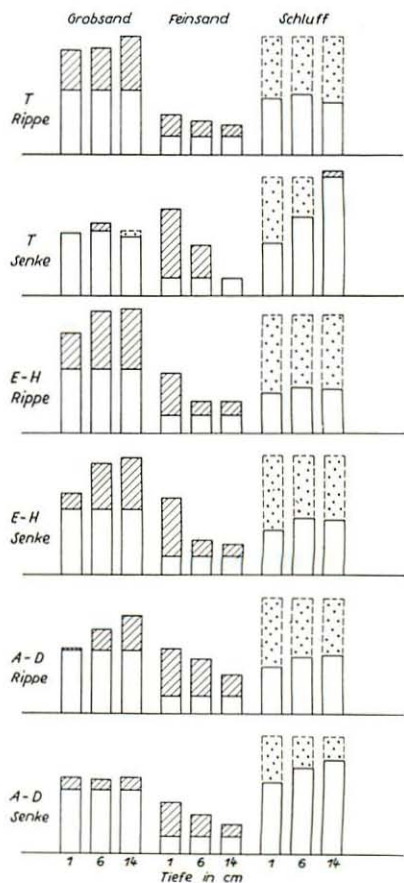 Grobsand Feinsand Schluff
T
Rippe
T
Senke
E-H
Rippe
E-H
Senke
A-D
Rippe
A-D
Senke
1 6 14 1 6 14 1 6 14
Tiefe in cm